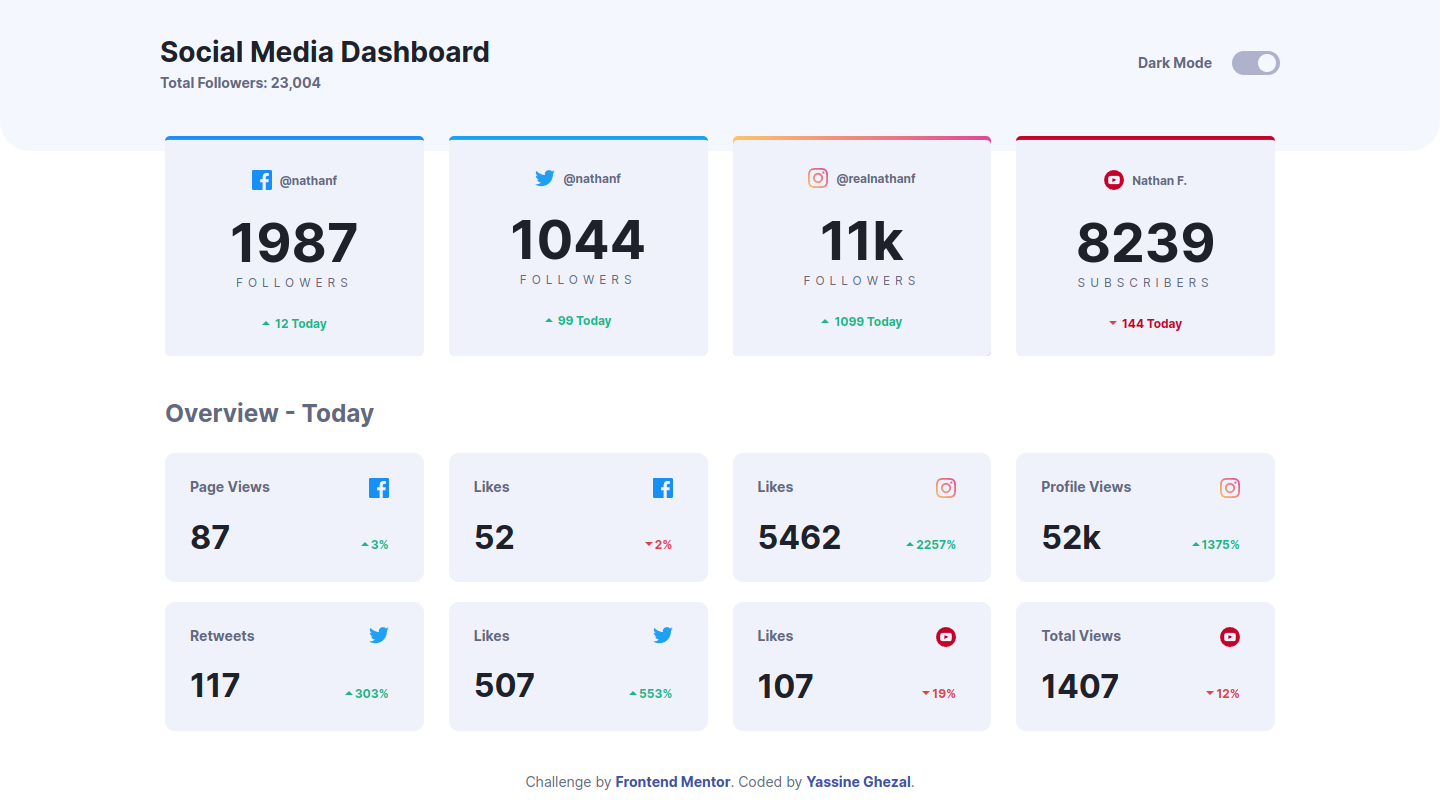 Social Media Dashboard
Total Followers: 23,004
Dark Mode
@nathanf
1987
FOLLOWERS
12 Today
@nathanf
1044
FOLLOWERS
99 Today
@realnathanf
11k
FOLLOWERS
1099 Today
Nathan F.
8239
SUBSCRIBERS
144 Today
Overview - Today
Page Views
87
3%
Likes
52
2%
Likes
5462
2257%
Profile Views
52k
1375%
Retweets
117
303%
Likes
507
553%
Likes
107
19%
Total Views
1407
12%
Challenge by Frontend Mentor. Coded by Yassine Ghezal.